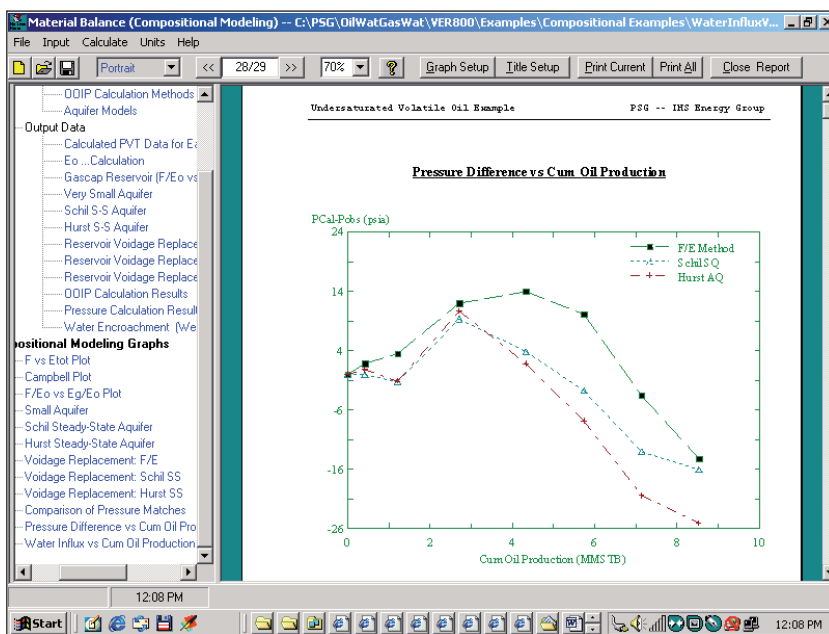 Material Balance (Compositional Modeling) -- C:\PSG\OilWatGasWat\VER800\Examples\Compositional Examples\WaterInflux
File Input Calculate Units Help
Portrait << 28/29 >> 70% Graph Setup Title Setup Print Current Print All Close Report
OOIP Calculation Methods
Aquifer Models
Output Data
Calculated PVT Data for Ea
Eo ...Calculation
Gascap Reservoir (F/Eo vs
Very Small Aquifer
Schil S-S Aquifer
Hurst S-S Aquifer
Reservoir Voidage Replace
Reservoir Voidage Replace
Reservoir Voidage Replace
OOIP Calculation Results
Pressure Calculation Result
Water Encroachment (We
ositional Modeling Graphs
F vs Etot Plot
Campbell Plot
F/Eo vs Eg/Eo Plot
Small Aquifer
Schil Steady-State Aquifer
Hurst Steady-State Aquifer
Voidage Replacement: F/E
Voidage Replacement: Schil SS
Voidage Replacement: Hurst SS
Comparison of Pressure Matches
Pressure Difference vs Cum Oil Pro
Water Influx vs Cum Oil Production
Undersaturated Volatile Oil Example PSG -- IHS Energy Group
Pressure Difference vs Cum Oil Production
PCal-Pobs (psia)
24
14
4
-6
-16
-26
F/E Method
Schil SQ
Hurst AQ
0 2 4 6 8 10
Cum Oil Production (MMSTB)
12:08 PM
Start 12:08 PM